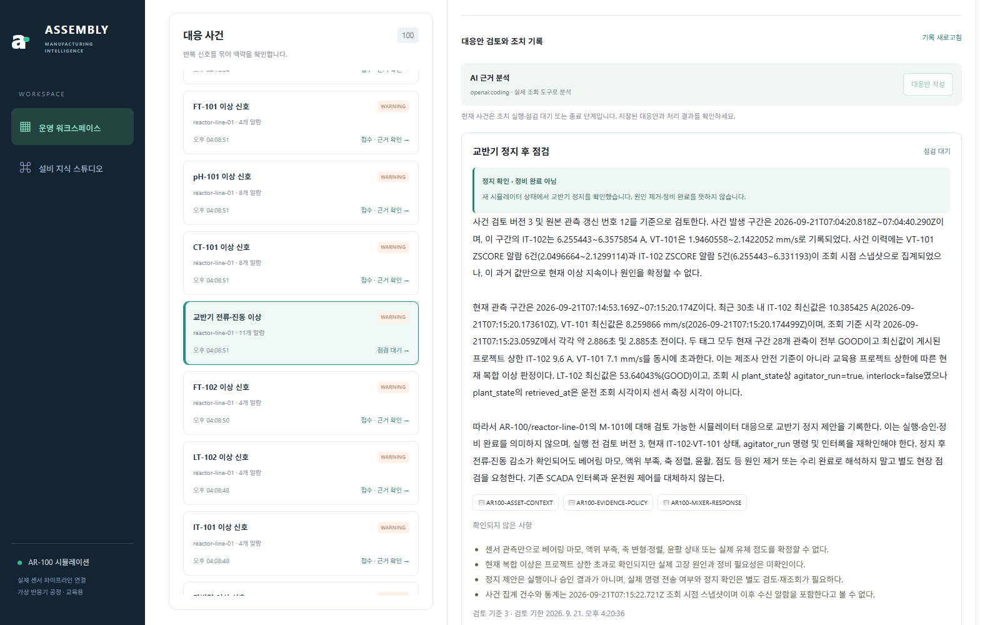 ASSEMBLY
MANUFACTURING
INTELLIGENCE
WORKSPACE
운영 워크스페이스
설비 지식 스튜디오
AR-100 시뮬레이션
실제 센서 파이프라인 연결
가상 반응기 공정 · 교육용
대응 사건
100
반복 신호를 묶어 맥락을 확인합니다.
FT-101 이상 신호
WARNING
reactor-line-01 · 4개 알람
오후 04:08:51
접수 · 근거 확인 →
pH-101 이상 신호
WARNING
reactor-line-01 · 8개 알람
오후 04:08:51
접수 · 근거 확인 →
CT-101 이상 신호
WARNING
reactor-line-01 · 8개 알람
오후 04:08:51
접수 · 근거 확인 →
교반기 전류·진동 이상
WARNING
reactor-line-01 · 11개 알람
오후 04:08:51
점검 대기 →
FT-102 이상 신호
WARNING
reactor-line-01 · 4개 알람
오후 04:08:50
접수 · 근거 확인 →
LT-102 이상 신호
WARNING
reactor-line-01 · 4개 알람
오후 04:08:48
접수 · 근거 확인 →
IT-101 이상 신호
WARNING
reactor-line-01 · 4개 알람
오후 04:08:48
접수 · 근거 확인 →
대응안 검토와 조치 기록
기록 새로고침
AI 근거 분석
openai:coding · 실제 조회 도구로 분석
대응안 작성
현재 사건은 조치 실행·점검 대기 또는 종료 단계입니다. 저장된 대응안과 처리 결과를 확인하세요.
교반기 정지 후 점검
점검 대기
정지 확인 · 정비 완료 아님
새 시뮬레이터 상태에서 교반기 정지를 확인했습니다. 원인 제거·정비 완료를 뜻하지 않습니다.
사건 검토 버전 3 및 원본 관측 갱신 번호 12를 기준으로 검토한다. 사건 발생 구간은 2026-09-21T07:04:20.818Z~07:04:40.290Z이
며, 이 구간의 IT-102는 6.255443~6.3575854 A, VT-101은 1.9460558~2.1422052 mm/s로 기록되었다. 사건 이력에는 VT-101
ZSCORE 알람 6건(2.0496664~2.1299114)과 IT-102 ZSCORE 알람 5건(6.255443~6.331193)이 조회 시점 스냅샷으로 집계되었으
나, 이 과거 값만으로 현재 이상 지속이나 원인을 확정할 수 없다.
현재 관측 구간은 2026-09-21T07:14:53.169Z~07:15:20.174Z이다. 최근 30초 내 IT-102 최신값은 10.385425 A(2026-09-
21T07:15:20.173610Z), VT-101 최신값은 8.259866 mm/s(2026-09-21T07:15:20.174499Z)이며, 조회 기준 시각 2026-09-
21T07:15:23.059Z에서 각각 약 2.886초 및 2.885초 전이다. 두 태그 모두 현재 구간 28개 관측이 전부 GOOD이고 최신값이 게시된
프로젝트 상한 IT-102 9.6 A, VT-101 7.1 mm/s를 동시에 초과한다. 이는 제조사 안전 기준이 아니라 교육용 프로젝트 상한에 따른 현
재 복합 이상 판정이다. LT-102 최신값은 53.64043%(GOOD)이고, 조회 시 plant_state상 agitator_run=true, interlock=false였으나
plant_state의 retrieved_at은 운전 조회 시각이지 센서 측정 시각이 아니다.
따라서 AR-100/reactor-line-01의 M-101에 대해 검토 가능한 시뮬레이터 대응으로 교반기 정지 제안을 기록한다. 이는 실행·승인·정
비 완료를 의미하지 않으며, 실행 전 검토 버전 3, 현재 IT-102·VT-101 상태, agitator_run 명령 및 인터록을 재확인해야 한다. 정지 후
전류·진동 감소가 확인되어도 베어링 마모, 액위 부족, 축 정렬, 윤활, 점도 등 원인 제거 또는 수리 완료로 해석하지 말고 별도 현장 점
검을 요청한다. 기존 SCADA 인터록과 운전원 제어를 대체하지 않는다.
AR100-ASSET-CONTEXT
AR100-EVIDENCE-POLICY
AR100-MIXER-RESPONSE
확인되지 않은 사항
• 센서 관측만으로 베어링 마모, 액위 부족, 축 변형·정렬, 윤활 상태 또는 실제 유체 점도를 확정할 수 없다.
• 현재 복합 이상은 프로젝트 상한 초과로 확인되지만 실제 고장 원인과 정비 필요성은 미확인이다.
• 정지 제안은 실행이나 승인 결과가 아니며, 실제 명령 전송 여부와 정지 확인은 별도 검토·재조회가 필요하다.
• 사건 집계 건수와 통계는 2026-09-21T07:15:22.721Z 조회 시점 스냅샷이며 이후 수신 알람을 포함한다고 볼 수 없다.
검토 기준 3 · 검토 기한 2026. 9. 21. 오후 4:20:36